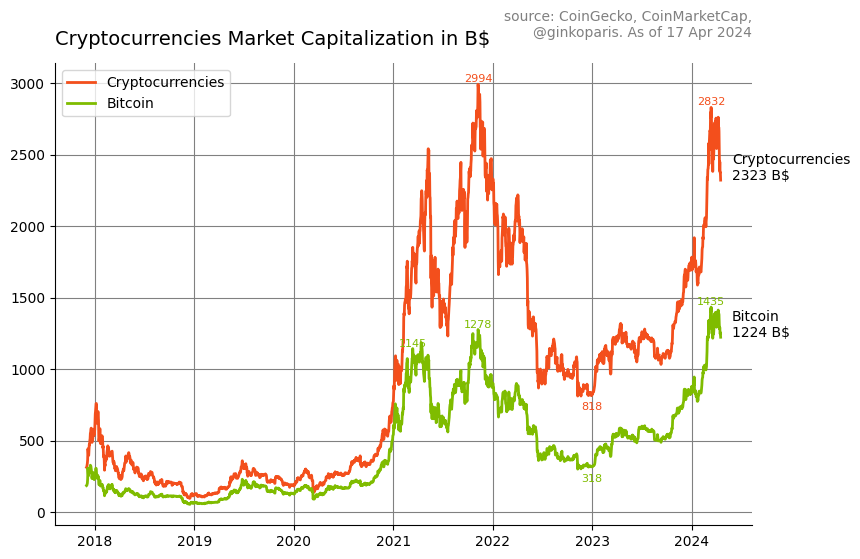 source: CoinGecko, CoinMarketCap,
@ginkoparis. As of 17 Apr 2024
Cryptocurrencies Market Capitalization in B$
Cryptocurrencies
Bitcoin
3000
2500
2000
1500
1000
500
0
2994
2832
1145
1278
1435
818
318
Cryptocurrencies
2323 B$
Bitcoin
1224 B$
2018 2019 2020 2021 2022 2023 2024